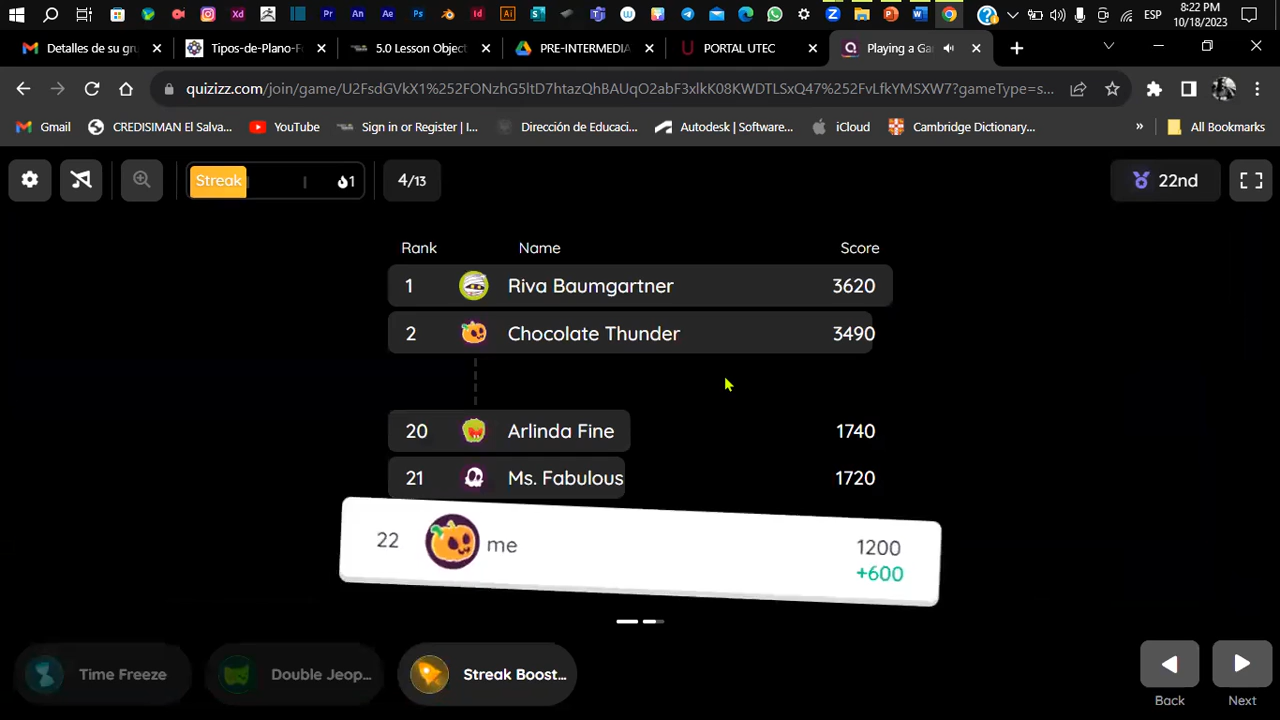 8:22 PM
ESP
10/18/2023
Detalles de su gru
Tipos-de-Plano-Fi
5.0 Lesson Object
PRE-INTERMEDIA
PORTAL UTEC
Playing a Ga
quizizz.com/join/game/U2FsdGVkX1%252FONzhG5ltD7htazQhBAUqO2abF3xlkK08KWDTLSxQ47%252FvLfkYMSXW7?gameType=s...
Gmail
CREDISIMAN El Salva...
YouTube
Sign in or Register | I...
Dirección de Educaci...
Autodesk | Software...
iCloud
Cambridge Dictionary...
»
All Bookmarks
Streak
1
4/13
22nd
Rank Name Score
1 Riva Baumgartner 3620
2 Chocolate Thunder 3490
20 Arlinda Fine 1740
21 Ms. Fabulous 1720
22 me 1200
+600
Time Freeze
Double Jeop...
Streak Boost...
Back
Next